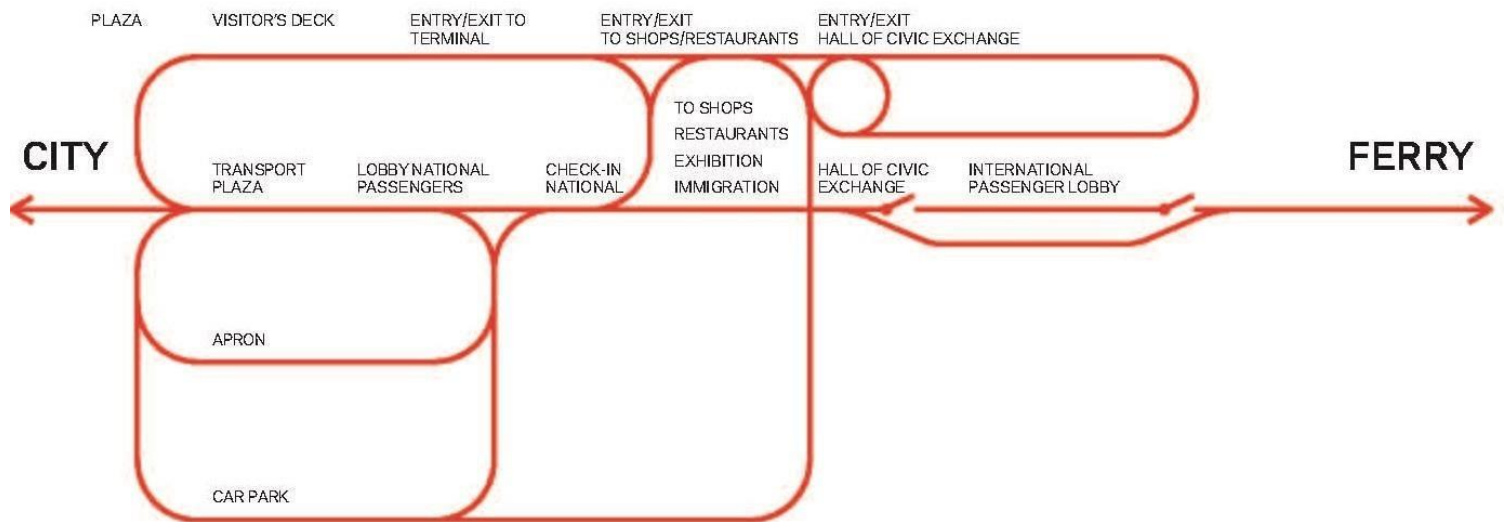 PLAZA
VISITOR'S DECK
ENTRY/EXIT TO
TERMINAL
ENTRY/EXIT
TO SHOPS/RESTAURANTS
ENTRY/EXIT
HALL OF CIVIC EXCHANGE
TO SHOPS
RESTAURANTS
EXHIBITION
IMMIGRATION
CITY
TRANSPORT
PLAZA
LOBBY NATIONAL
PASSENGERS
CHECK-IN
NATIONAL
HALL OF CIVIC
EXCHANGE
INTERNATIONAL
PASSENGER LOBBY
FERRY
APRON
CAR PARK